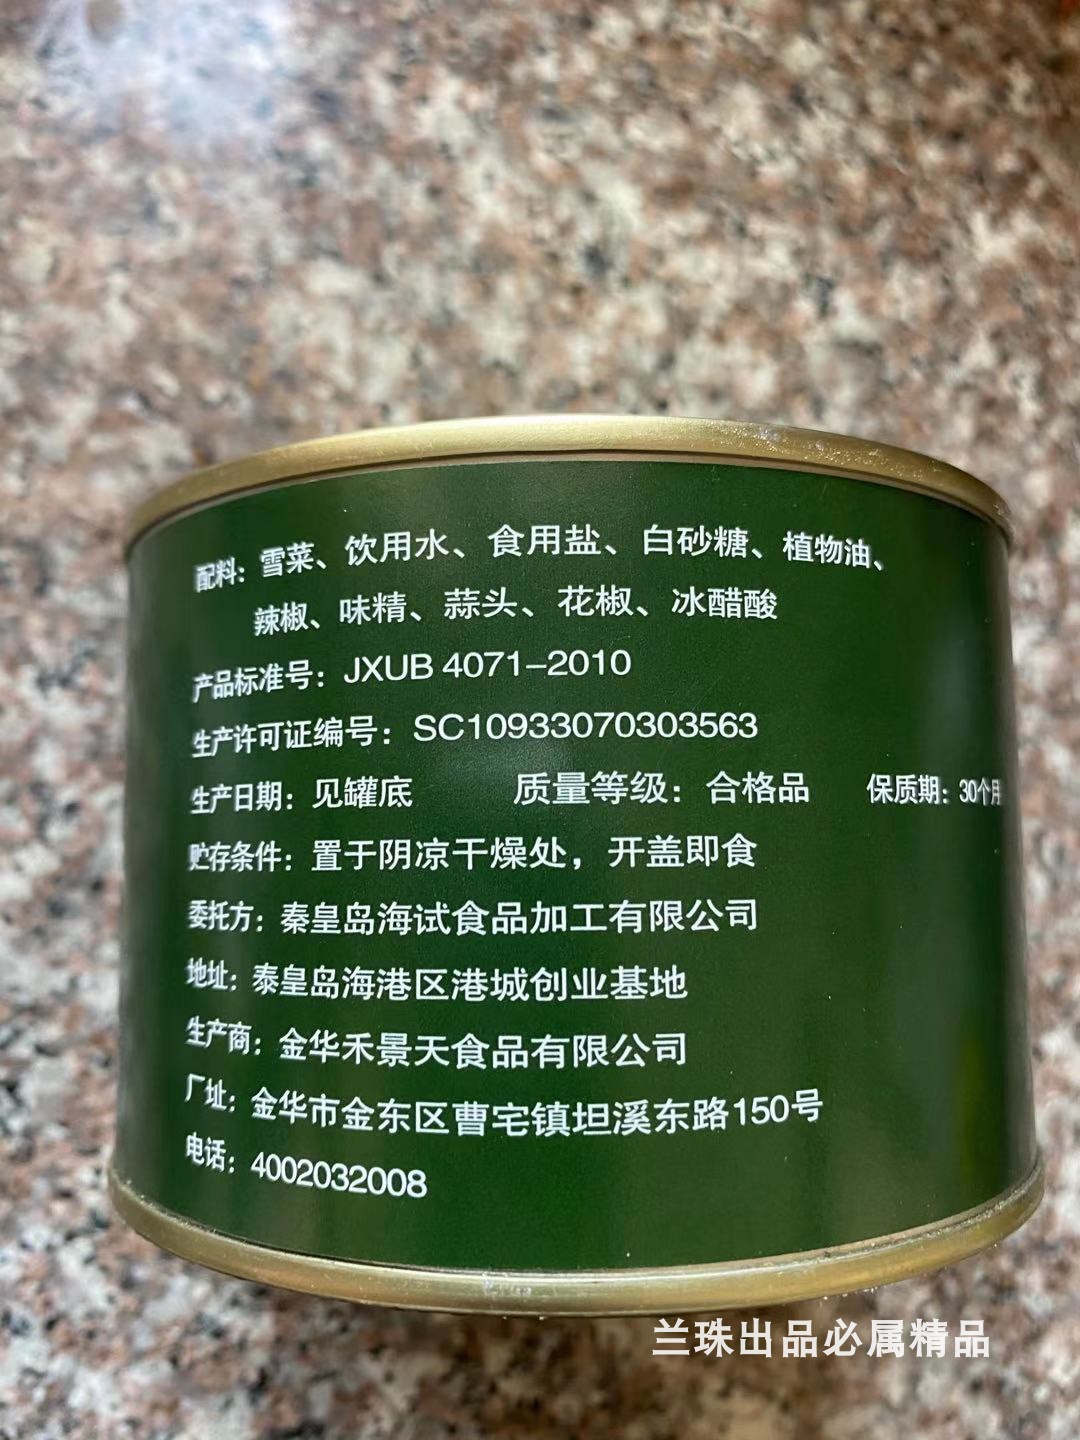 配料：雪菜、饮用水、食用盐、白砂糖、植物油、
辣椒、味精、蒜头、花椒、冰醋酸
产品标准号：JXUB 4071-2010
生产许可证编号：SC10933070303563
生产日期：见罐底 质量等级：合格品 保质期：30个月
贮存条件：置于阴凉干燥处，开盖即食
委托方：秦皇岛海试食品加工有限公司
地址：泰皇岛海港区港城创业基地
生产商：金华禾景天食品有限公司
厂址：金华市金东区曹宅镇坦溪东路150号
电话：4002032008
兰珠出品必属精品